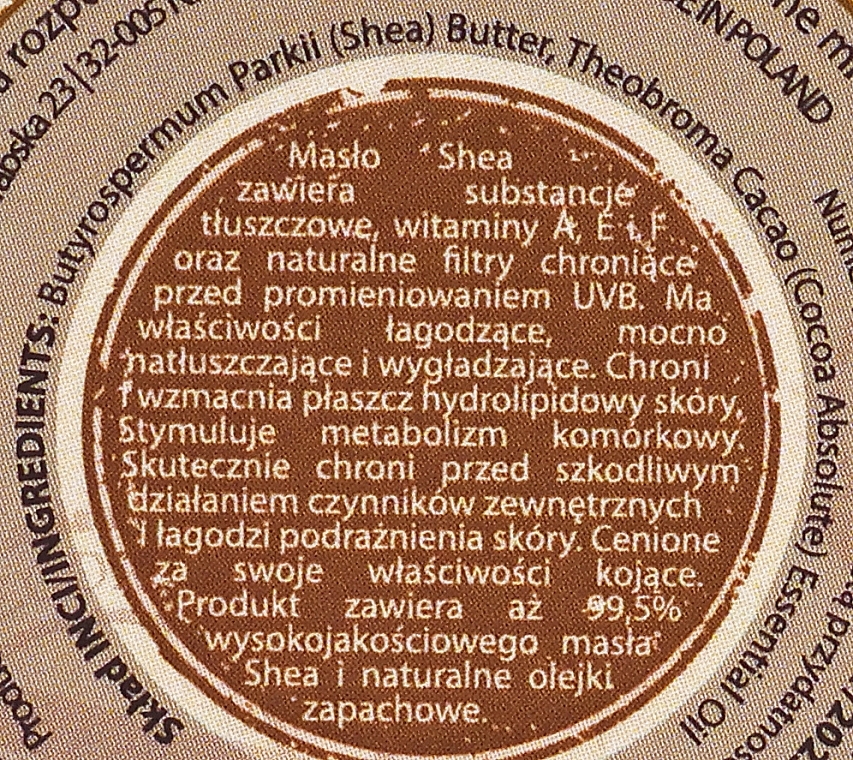 Masło Shea
zawiera substancje
tłuszczowe, witaminy A, E i F
oraz naturalne filtry chroniące
przed promieniowaniem UVB. Ma
właściwości łagodzące, mocno
natłuszczające i wygładzające. Chroni
i wzmacnia płaszcz hydrolipidowy skóry,
Stymuluje metabolizm komórkowy.
Skutecznie chroni przed szkodliwym
działaniem czynników zewnętrznych
i łagodzi podrażnienia skóry. Cenione
za swoje właściwości kojące.
Produkt zawiera aż 99,5%
wysokojakościowego masła
Shea i naturalne olejki
zapachowe.
Skład INCI/INGREDIENTS: Butyrospermum Parkii (Shea) Butter, Theobroma Cacao (Cocoa Absolute) Essential Oil
23 | 32-005
IN POLAND